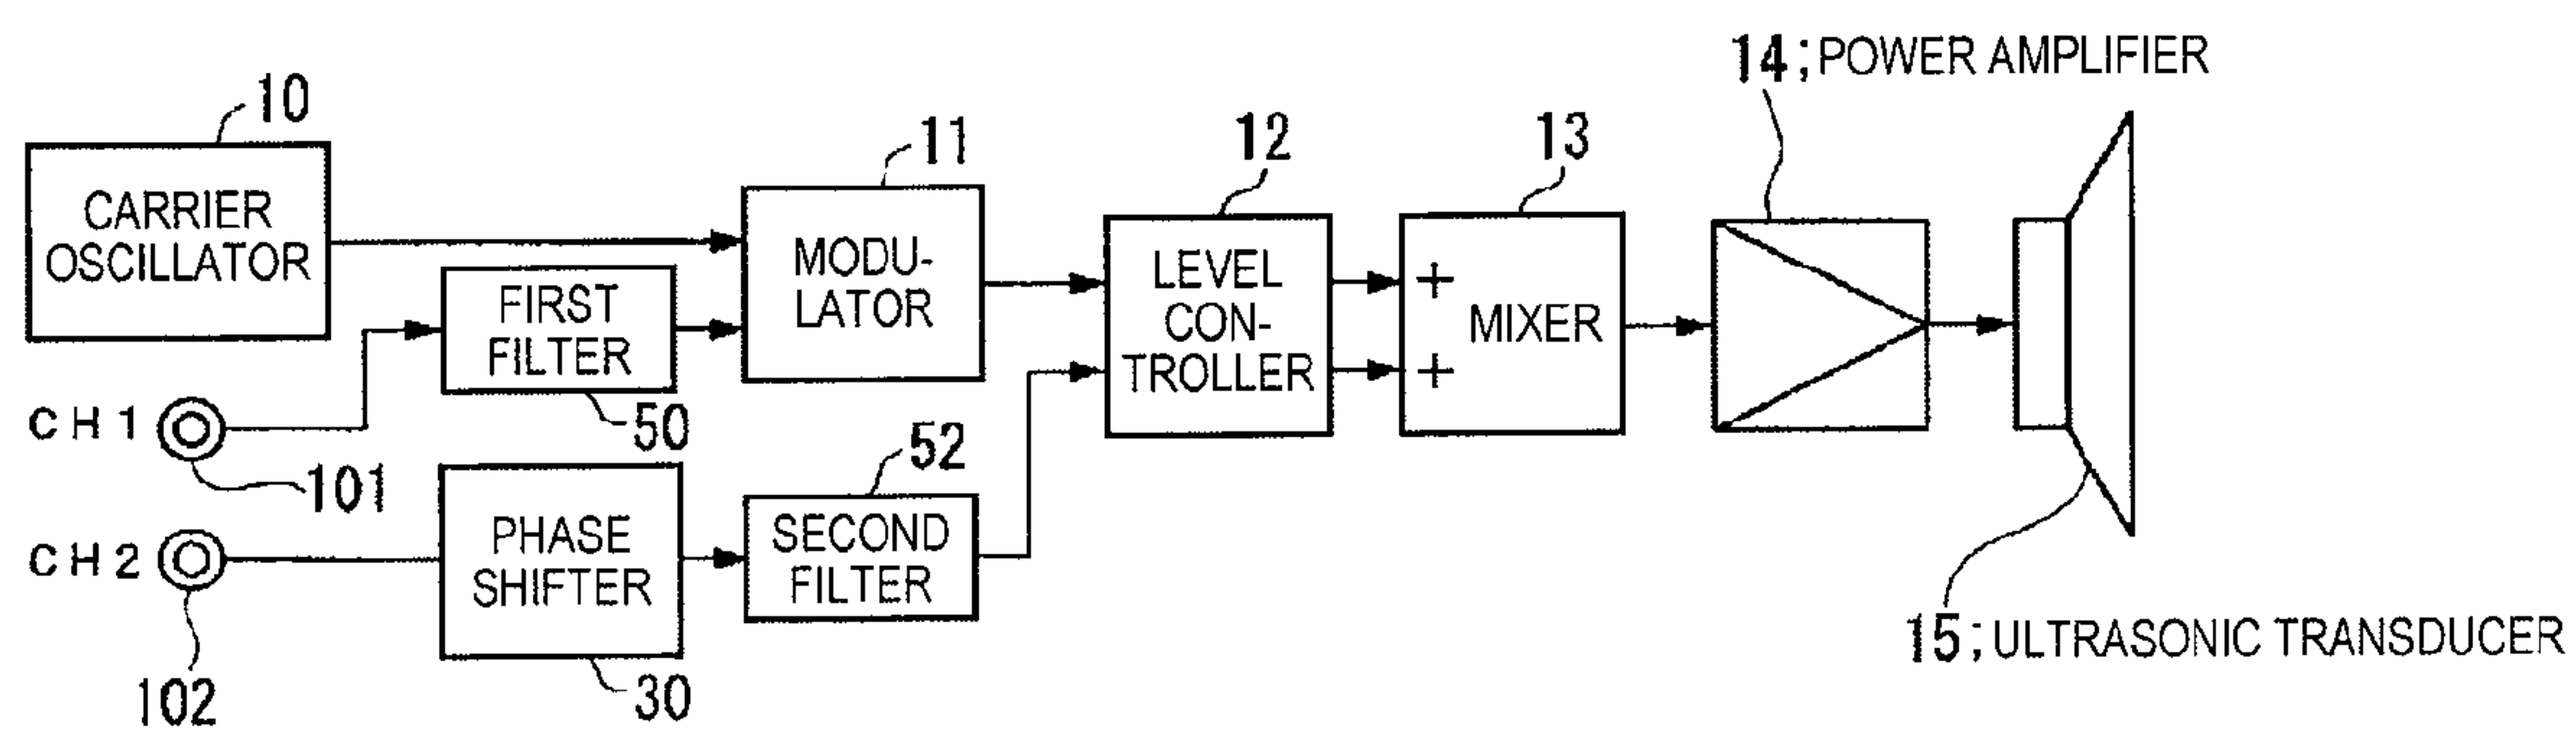 14;POWER AMPLIFIER
10
11
12
13
CARRIER
OSCILLATOR
MODU-
LATOR
LEVEL
CON-
TROLLER
+
+
MIXER
FIRST
FILTER
50
CH1
101
52
PHASE
SHIFTER
SECOND
FILTER
CH2
102
30
15;ULTRASONIC TRANSDUCER